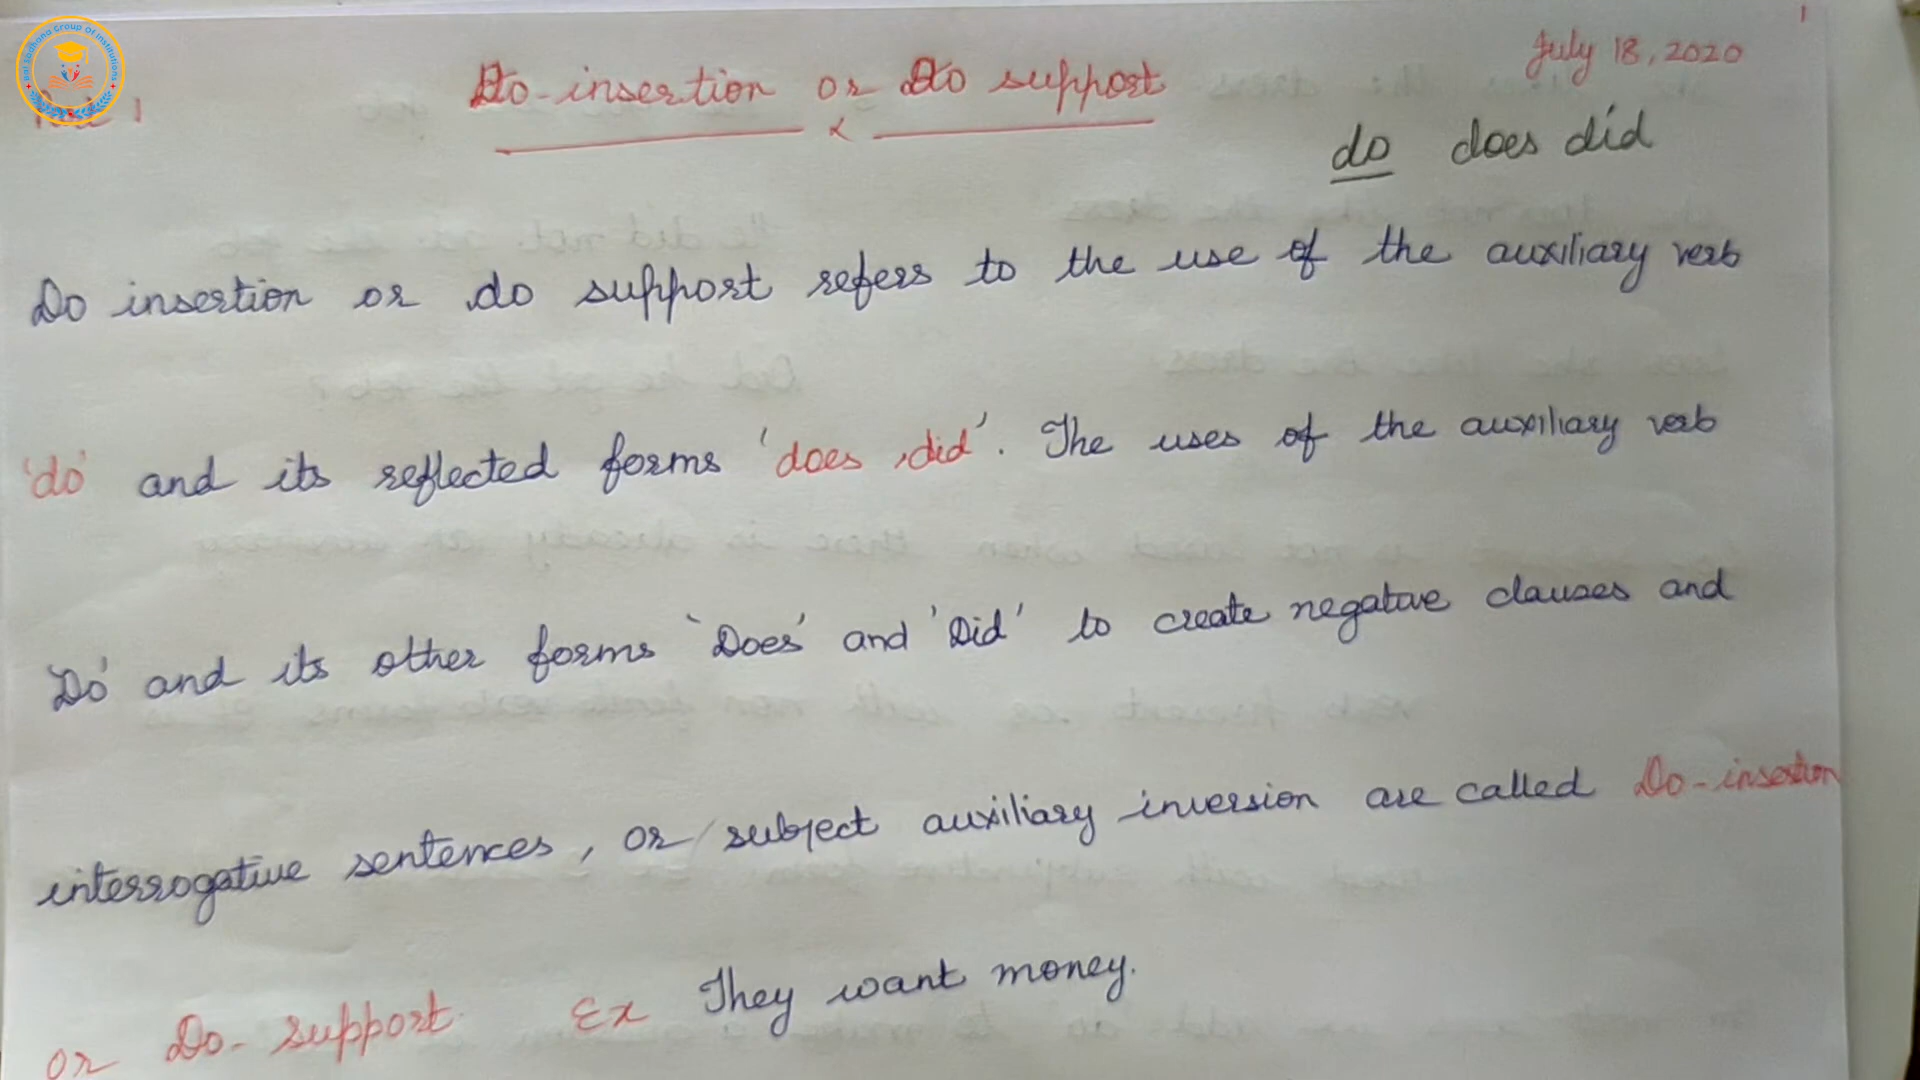 July 18, 2020
1
Do-insertion or Do support
do does did
Do insertion or do support refers to the use of the auxiliary verb
'do' and its reflected forms 'does, did'. The uses of the auxiliary verb
'Do' and its other forms 'Does' and 'Did' to create negative clauses and
interrogative sentences, or subject auxiliary inversion are called Do-insertion
or Do-support. Ex They want money.